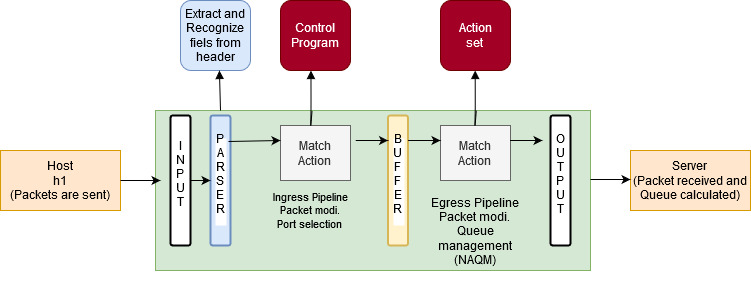 Extract and
Recognize
fiels from
header
Control
Program
Action
set
Host
h1
(Packets are sent)
INPUT
PARSER
Match
Action
Ingress Pipeline
Packet modi.
Port selection
BUFFER
Match
Action
Egress Pipeline
Packet modi.
Queue
management
(NAQM)
OUTPUT
Server
(Packet received and
Queue calculated)